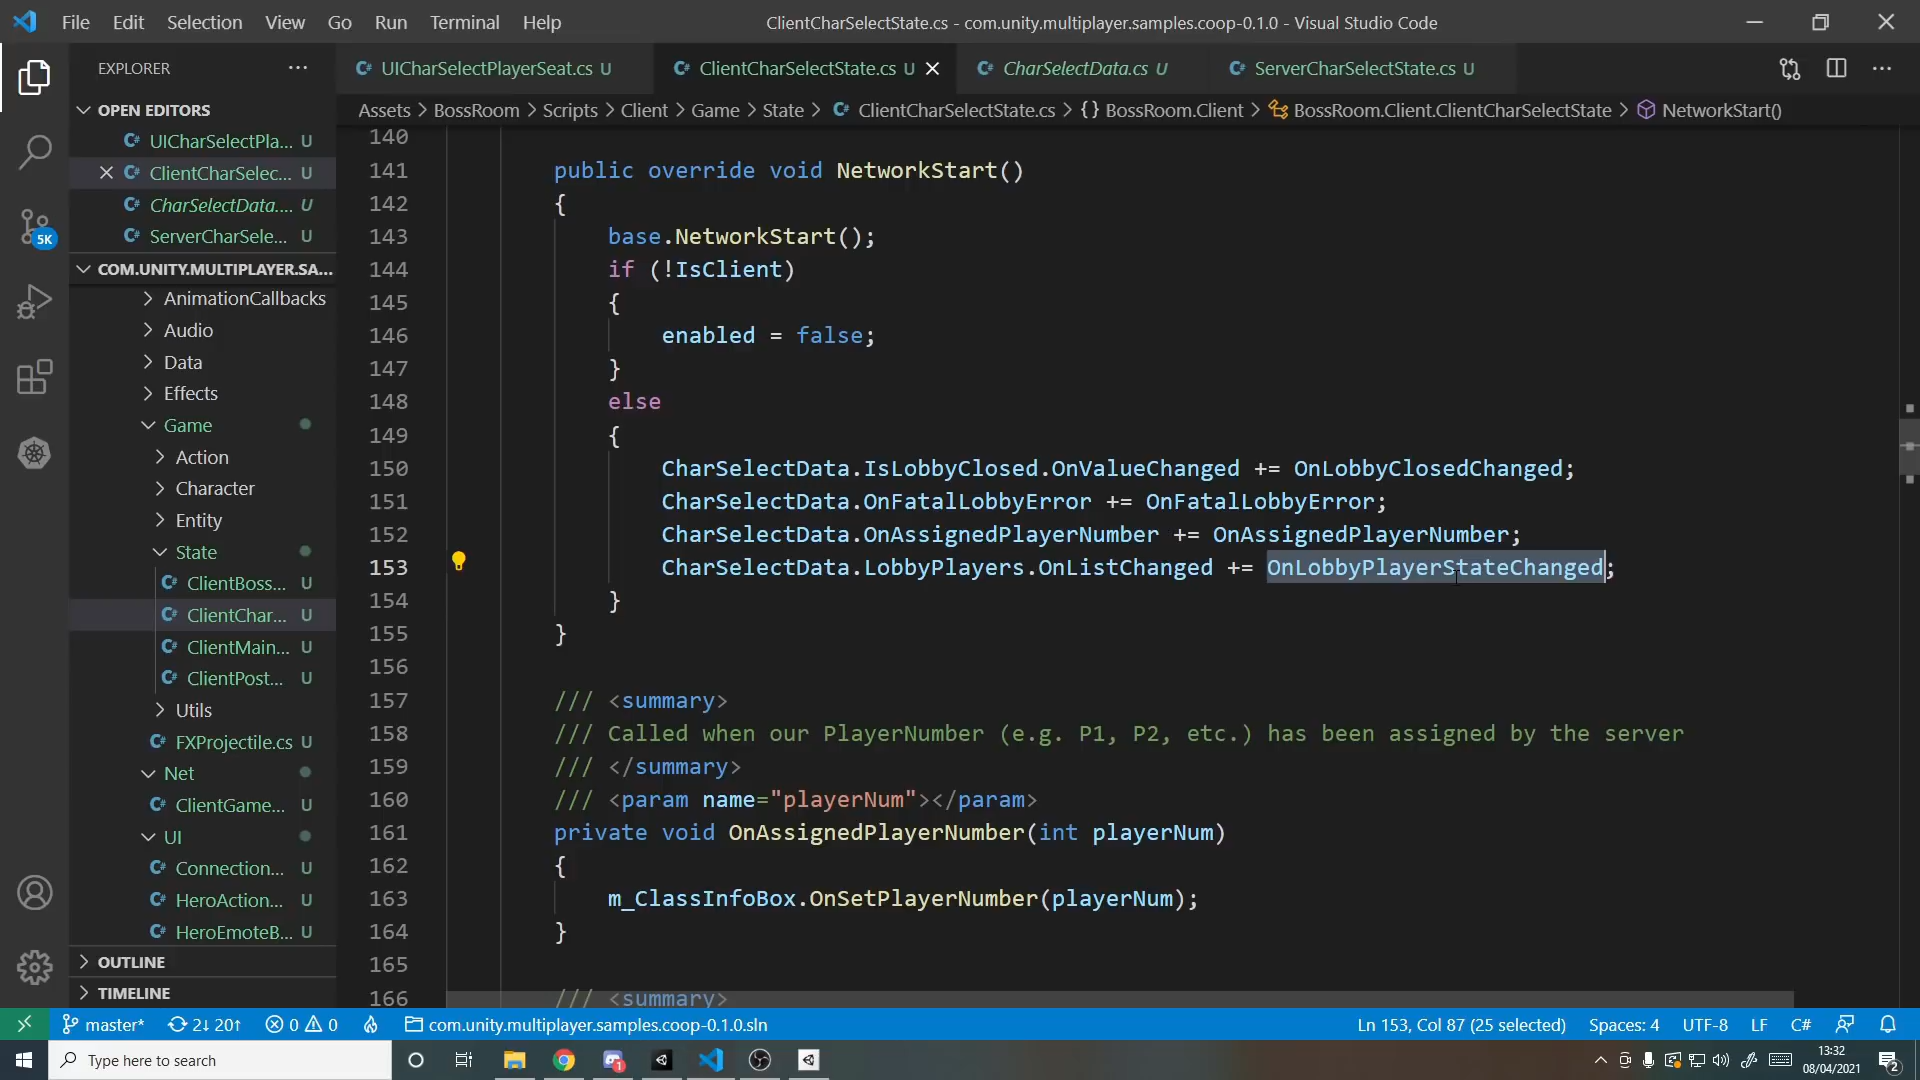 File Edit Selection View Go Run Terminal Help
ClientCharSelectState.cs - com.unity.multiplayer.samples.coop-0.1.0 - Visual Studio Code
EXPLORER
UICharSelectPlayerSeat.cs U
ClientCharSelectState.cs U
CharSelectData.cs U
ServerCharSelectState.cs U
OPEN EDITORS
UICharSelectPla... U
ClientCharSelec... U
CharSelectData.... U
ServerCharSele... U
COM.UNITY.MULTIPLAYER.SA...
AnimationCallbacks
Audio
Data
Effects
Game
Action
Character
Entity
State
ClientBoss... U
ClientChar... U
ClientMain... U
ClientPost... U
Utils
FXProjectile.cs U
Net
ClientGame... U
UI
Connection... U
HeroAction... U
HeroEmoteB... U
OUTLINE
TIMELINE
5K
Assets > BossRoom > Scripts > Client > Game > State > ClientCharSelectState.cs > {} BossRoom.Client > BossRoom.Client.ClientCharSelectState > NetworkStart()
140
141 public override void NetworkStart()
142 {
143 base.NetworkStart();
144 if (!IsClient)
145 {
146 enabled = false;
147 }
148 else
149 {
150 CharSelectData.IsLobbyClosed.OnValueChanged += OnLobbyClosedChanged;
151 CharSelectData.OnFatalLobbyError += OnFatalLobbyError;
152 CharSelectData.OnAssignedPlayerNumber += OnAssignedPlayerNumber;
153 CharSelectData.LobbyPlayers.OnListChanged += OnLobbyPlayerStateChanged;
154 }
155 }
156
157 /// <summary>
158 /// Called when our PlayerNumber (e.g. P1, P2, etc.) has been assigned by the server
159 /// </summary>
160 /// <param name="playerNum"></param>
161 private void OnAssignedPlayerNumber(int playerNum)
162 {
163 m_ClassInfoBox.OnSetPlayerNumber(playerNum);
164 }
165
166 /// <summary>
master* 2↓ 20↑ 0 0 com.unity.multiplayer.samples.coop-0.1.0.sln
Ln 153, Col 87 (25 selected) Spaces: 4 UTF-8 LF C#
Type here to search
1
13:32
08/04/2021
2